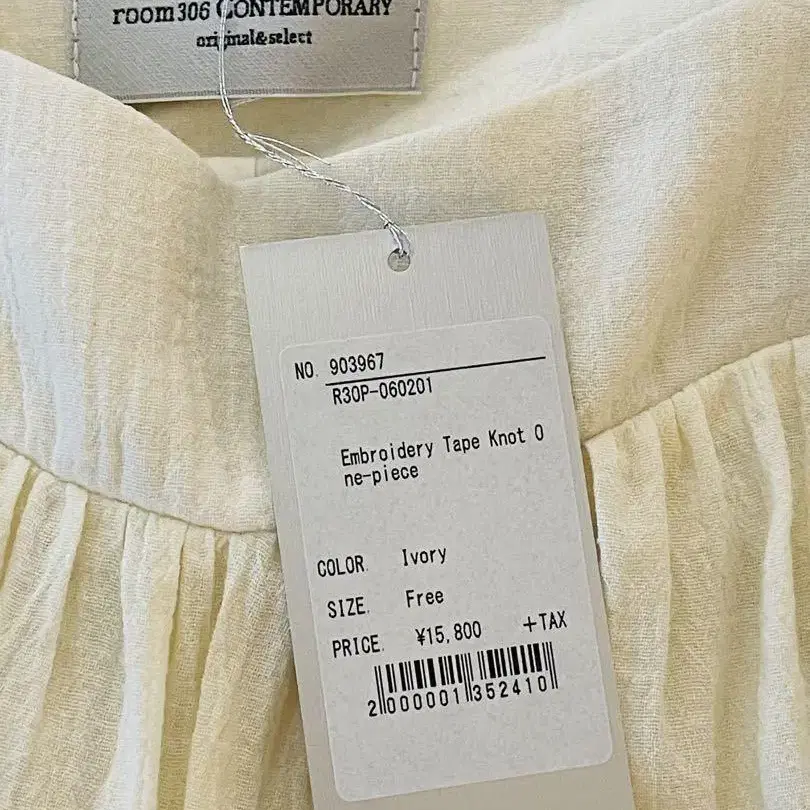 room306 CONTEMPORARY
original&select
NO. 903967
R30P-060201
Embroidery Tape Knot O
ne-piece
COLOR. Ivory
SIZE. Free
PRICE. ¥15,800 +TAX
2000001352410